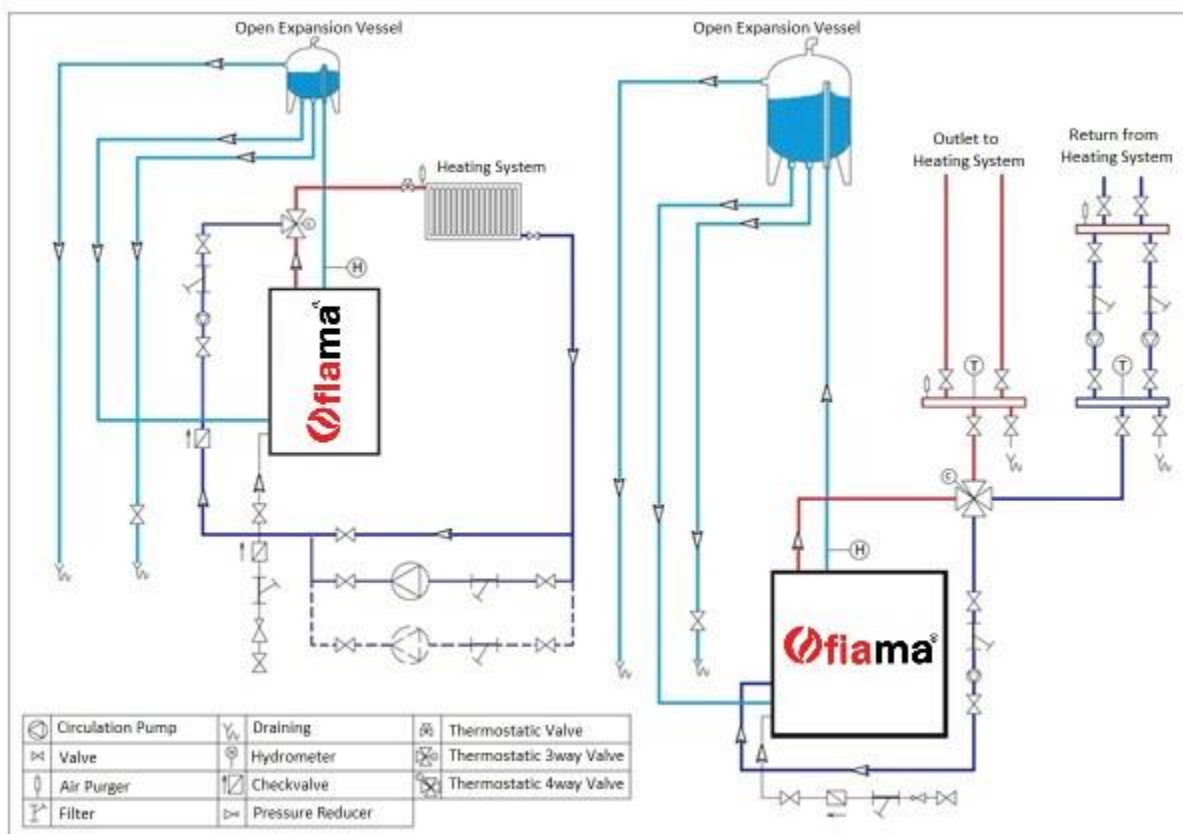 Open Expansion Vessel
Open Expansion Vessel
Heating System
Outlet to
Heating System
Return from
Heating System
C
H
fiama
T
T
C
H
fiama®
Circulation Pump
Draining
Thermostatic Valve
Valve
Hydrometer
Thermostatic 3way Valve
Air Purger
Checkvalve
Thermostatic 4way Valve
Filter
Pressure Reducer